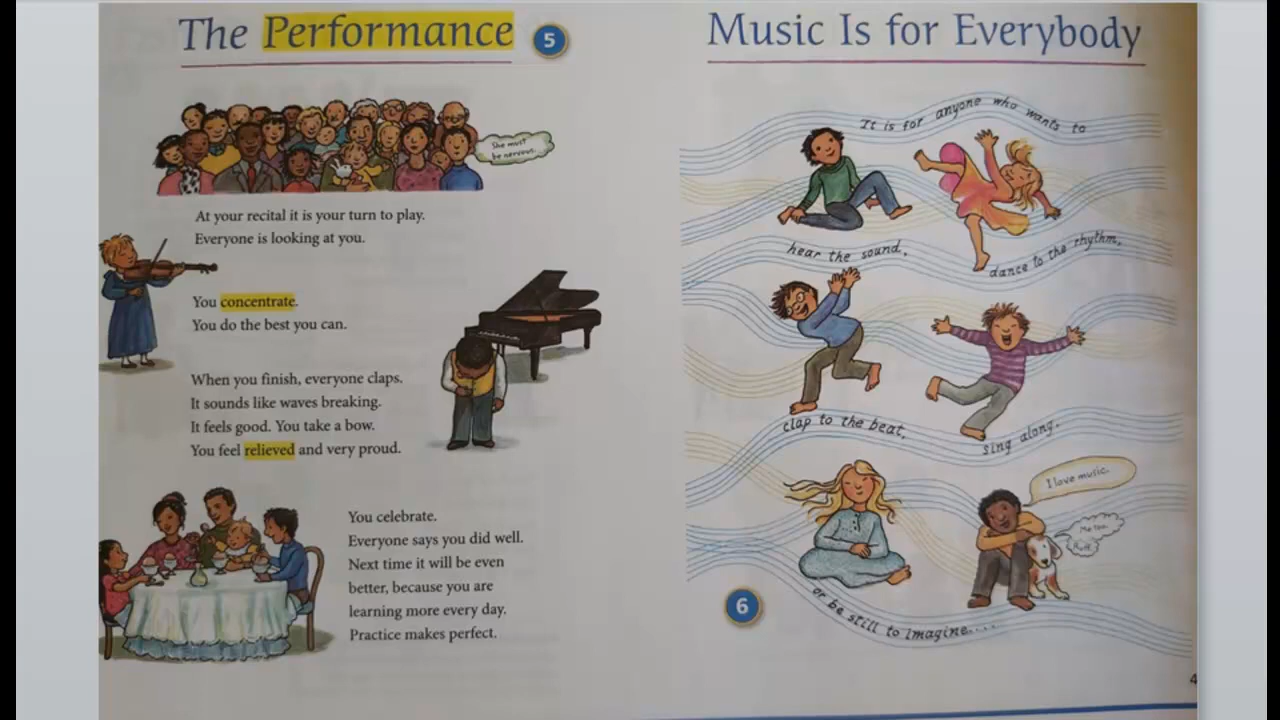 The Performance
5
She must
be nervous.
At your recital it is your turn to play.
Everyone is looking at you.
You concentrate.
You do the best you can.
When you finish, everyone claps.
It sounds like waves breaking.
It feels good. You take a bow.
You feel relieved and very proud.
You celebrate.
Everyone says you did well.
Next time it will be even
better, because you are
learning more every day.
Practice makes perfect.
Music Is for Everybody
It is for anyone who wants to
hear the sound,
dance to the rhythm,
clap to the beat,
sing along,
I love music.
Me too.
Ruff.
6
or be still to imagine....
4